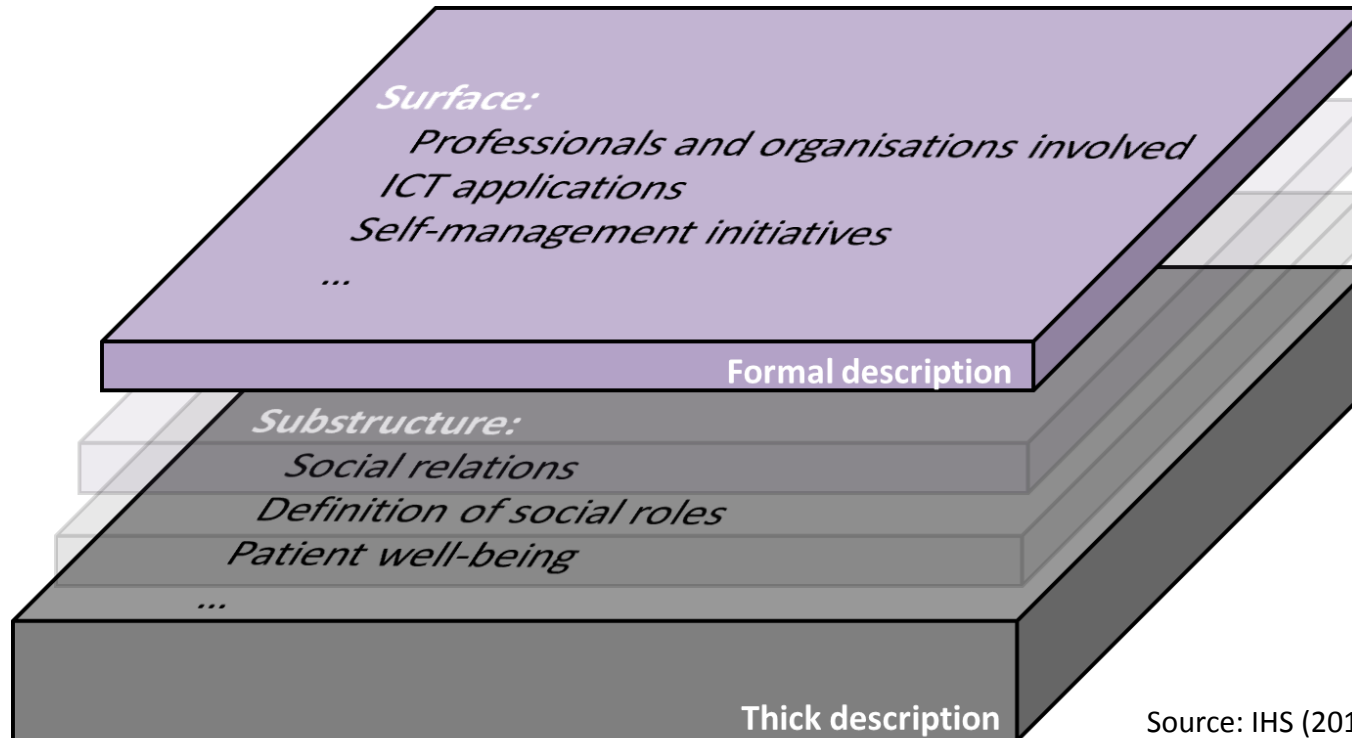 Surface:
Professionals and organisations involved
ICT applications
Self-management initiatives
...
Formal description
Substructure:
Social relations
Definition of social roles
Patient well-being
...
Thick description
Source: IHS (201